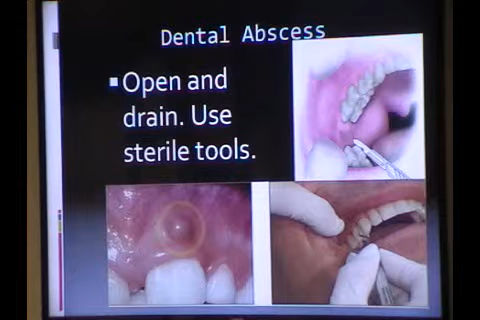 Dental Abscess
▪Open and
drain. Use
sterile tools.